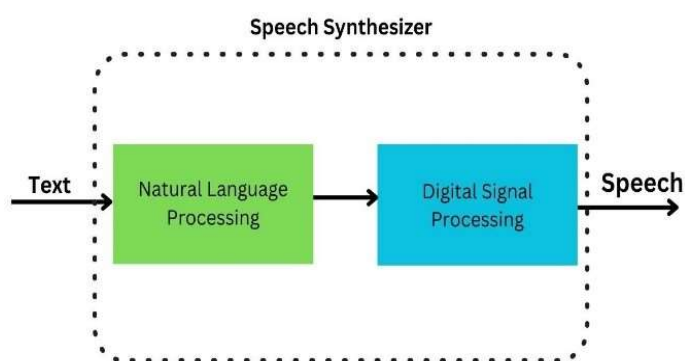 Speech Synthesizer
Text
Natural Language
Processing
Digital Signal
Processing
Speech